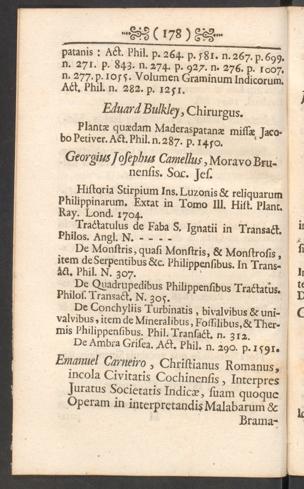 ( 178 )
patanis : Act. Phil. p. 264. p. 581. n. 267. p. 699.
n. 271. p. 843. n. 274. p. 927. n. 276. p. 1007.
n. 277. p. 1055. Volumen Graminum Indicorum.
Act. Phil. n. 282. p. 1251.
Eduard Bulkley, Chirurgus.
Plantæ quædam Maderaspatanæ missæ Jaco-
bo Petiver. Act. Phil. n. 287. p. 1450.
Georgius Josephus Camellus, Moravo Bru-
nensis. Soc. Jes.
Historia Stirpium Ins. Luzonis & reliquarum
Philippinarum. Extat in Tomo III. Hist. Plant.
Ray. Lond. 1704.
Tractatulus de Faba S. Ignatii in Transact.
Philos. Angl. N. - - - - -
De Monstris, quasi Monstris, & Monstrosis,
item de Serpentibus &c. Philippensibus. In Trans-
act. Phil. N. 307.
De Quadrupedibus Philippensibus Tractatus.
Philos. Transact. N. 305.
De Conchyliis Turbinatis, bivalvibus & uni-
valvibus, item de Mineralibus, Fossilibus, & Ther-
mis Philippensibus. Phil. Transact. n. 312.
De Ambra Grisea. Act. Phil. n. 290. p. 1591.
Emanuel Carneiro, Christianus Romanus,
incola Civitatis Cochinensis, Interpres
Juratus Societatis Indicæ, suam quoque
Operam in interpretandis Malabarum &
Brama-